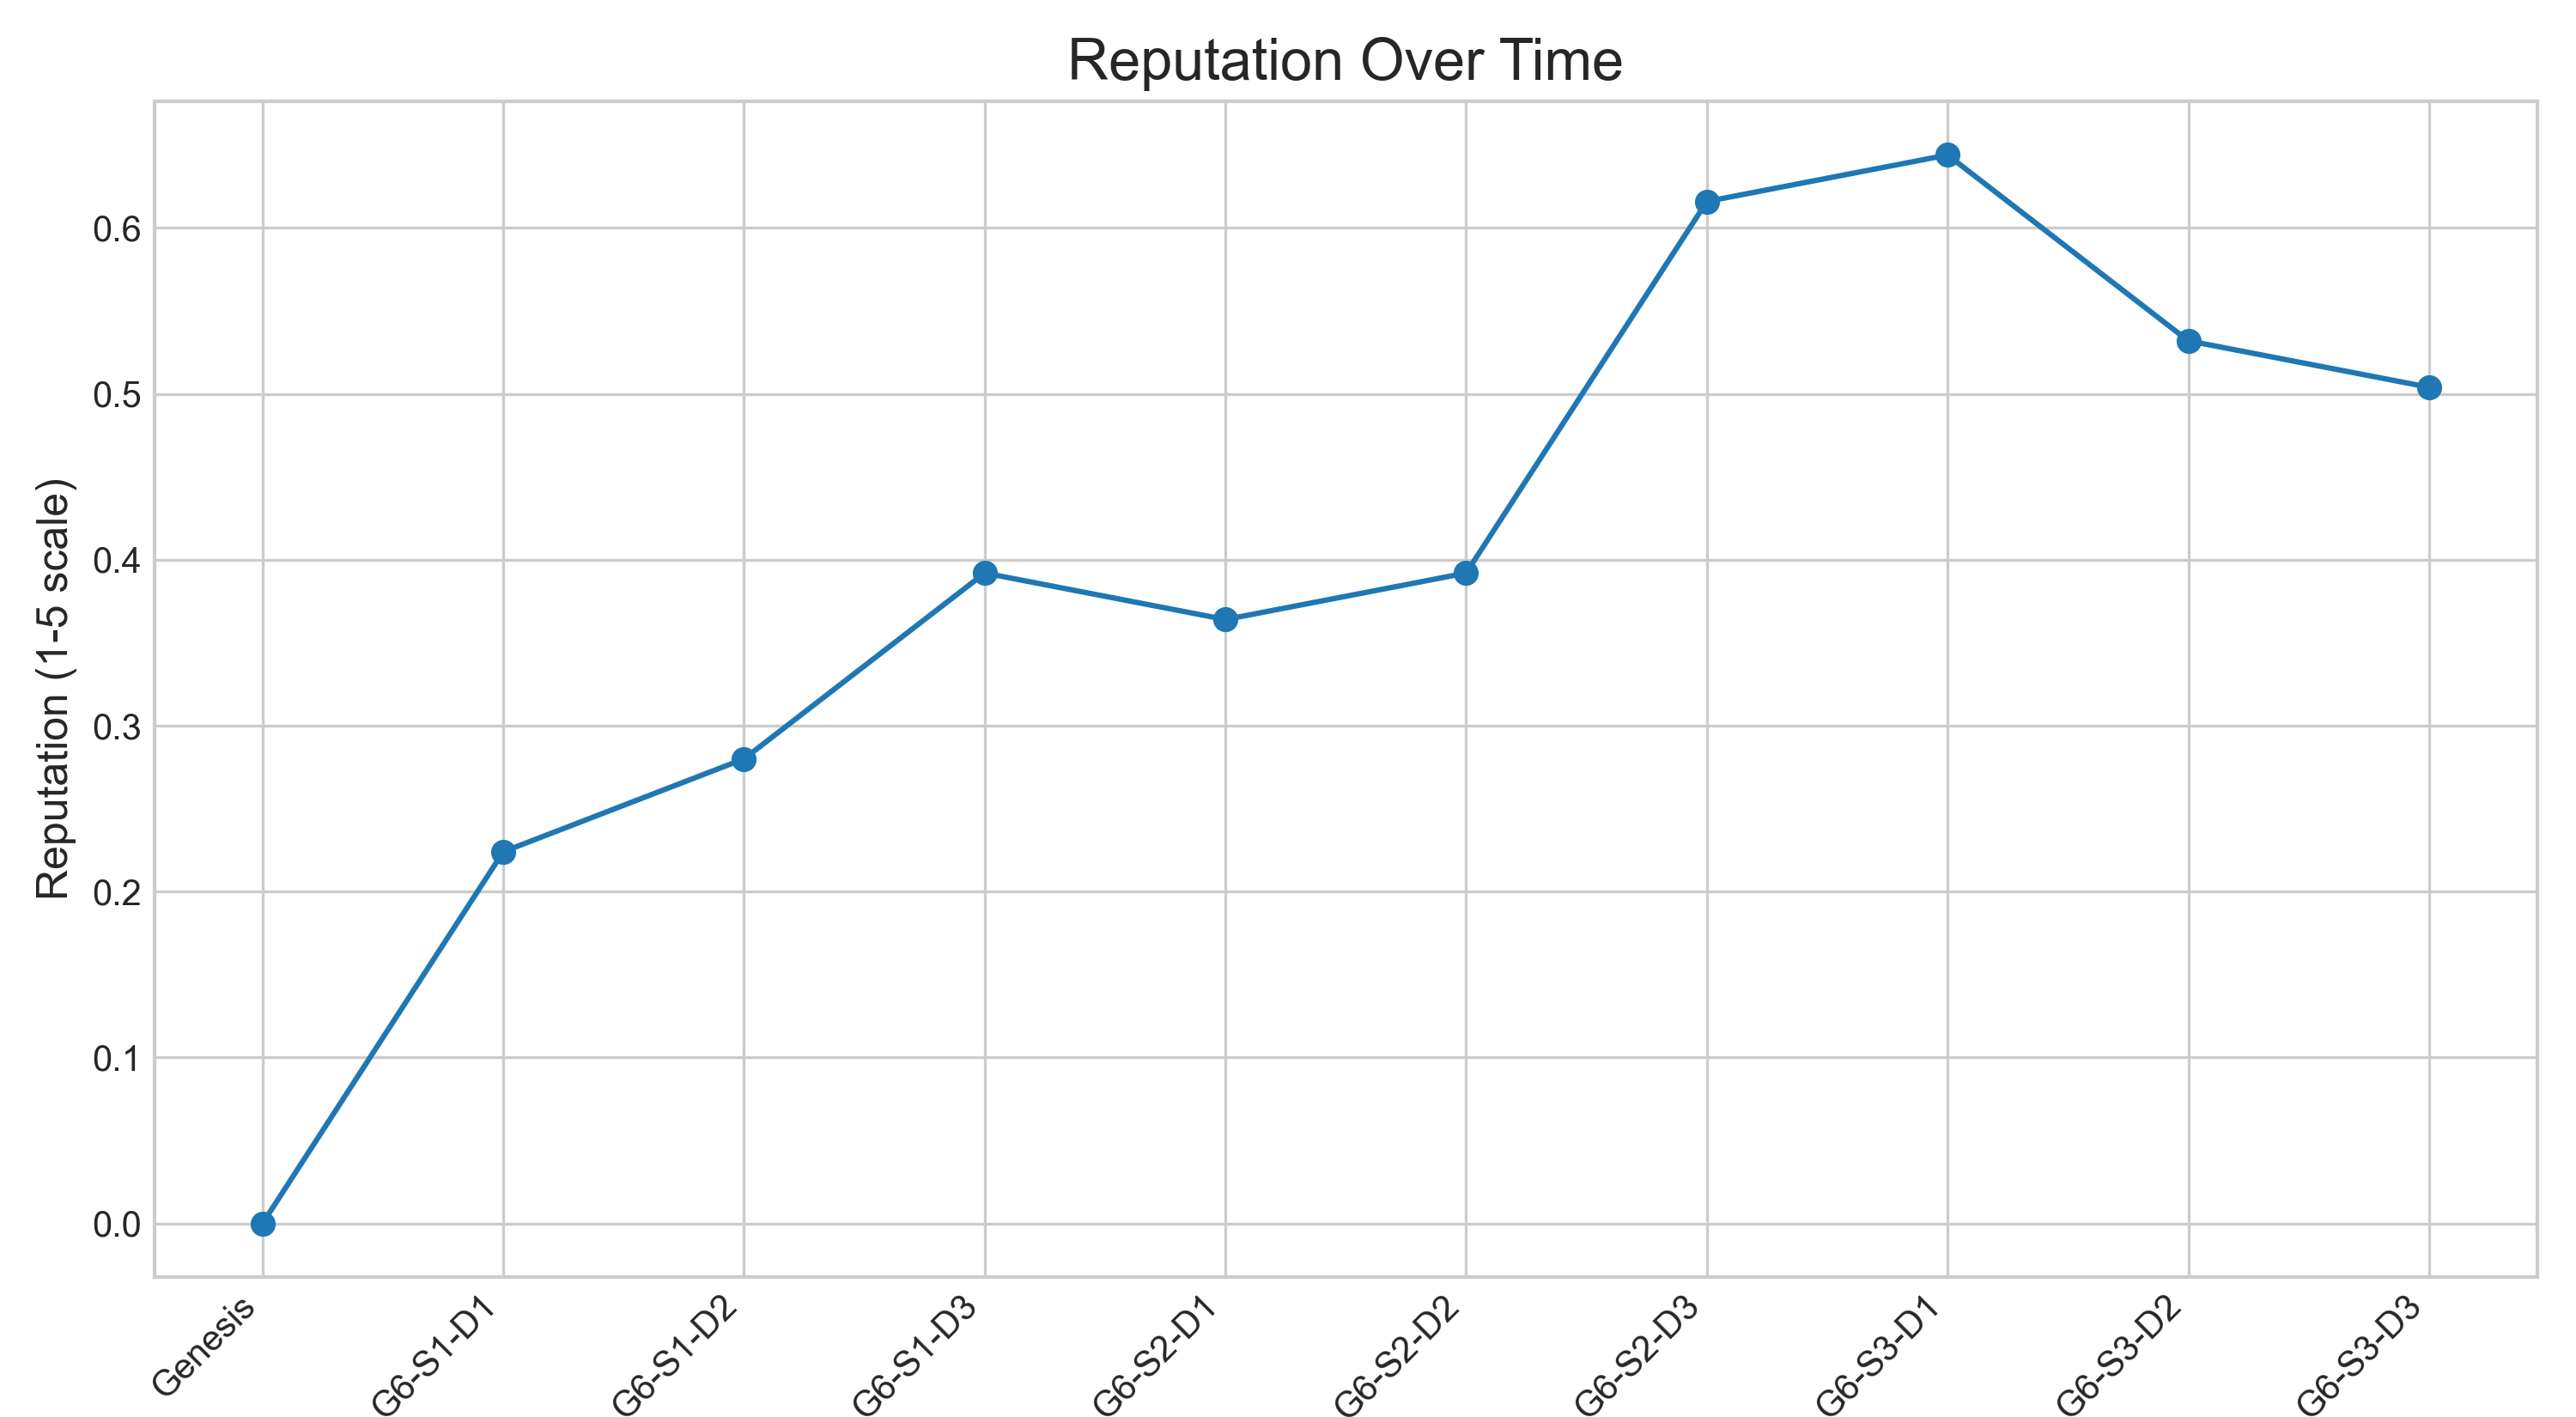 Reputation Over Time
Reputation (1-5 scale)
0.6
0.5
0.4
0.3
0.2
0.1
0.0
Genesis
G6-S1-D1
G6-S1-D2
G6-S1-D3
G6-S2-D1
G6-S2-D2
G6-S2-D3
G6-S3-D1
G6-S3-D2
G6-S3-D3